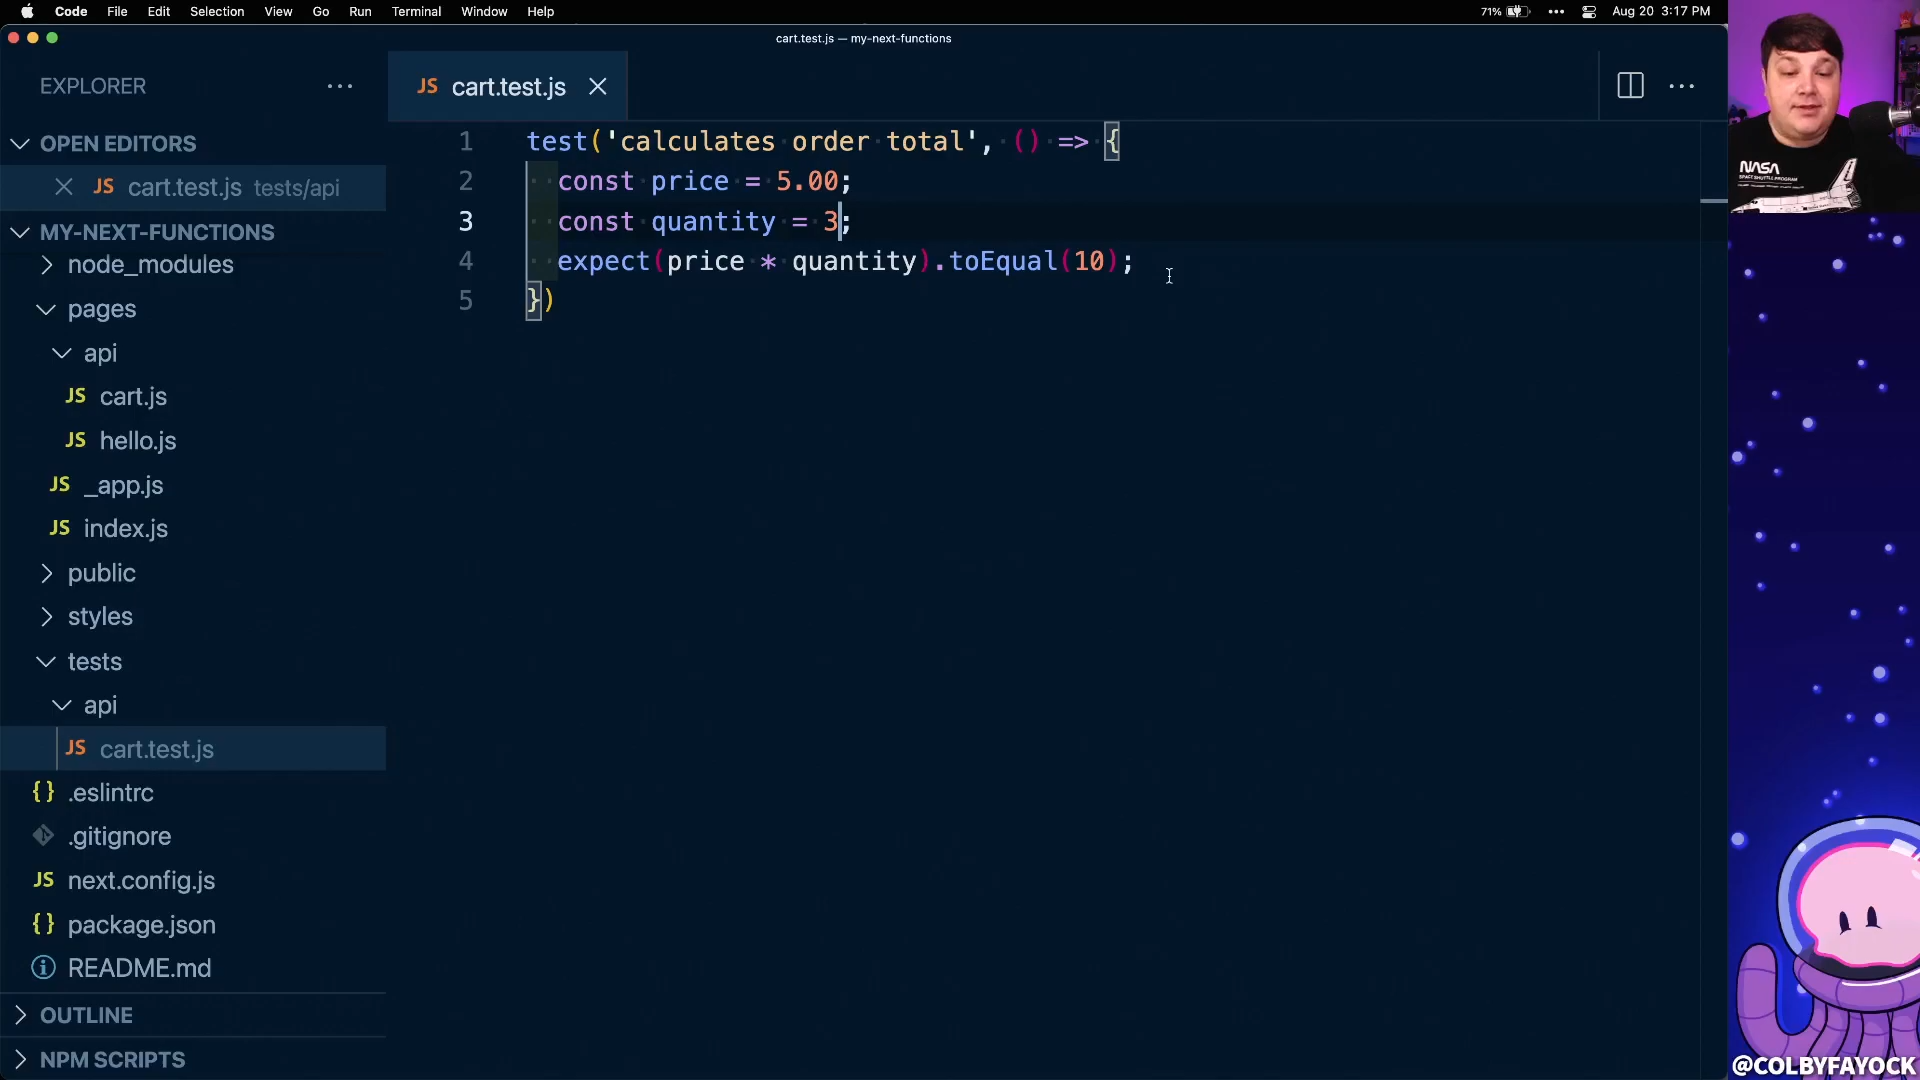 Code File Edit Selection View Go Run Terminal Window Help 71% Aug 20 3:17 PM
cart.test.js — my-next-functions
EXPLORER
JS cart.test.js
OPEN EDITORS
JS cart.test.js tests/api
MY-NEXT-FUNCTIONS
node_modules
pages
api
JS cart.js
JS hello.js
JS _app.js
JS index.js
public
styles
tests
api
JS cart.test.js
{} .eslintrc
.gitignore
JS next.config.js
{} package.json
README.md
OUTLINE
NPM SCRIPTS
1 test('calculates order total', () => {
2 const price = 5.00;
3 const quantity = 3;
4 expect(price * quantity).toEqual(10);
5 })
NASA
SPACE SHUTTLE PROGRAM
@COLBYFAYOCK